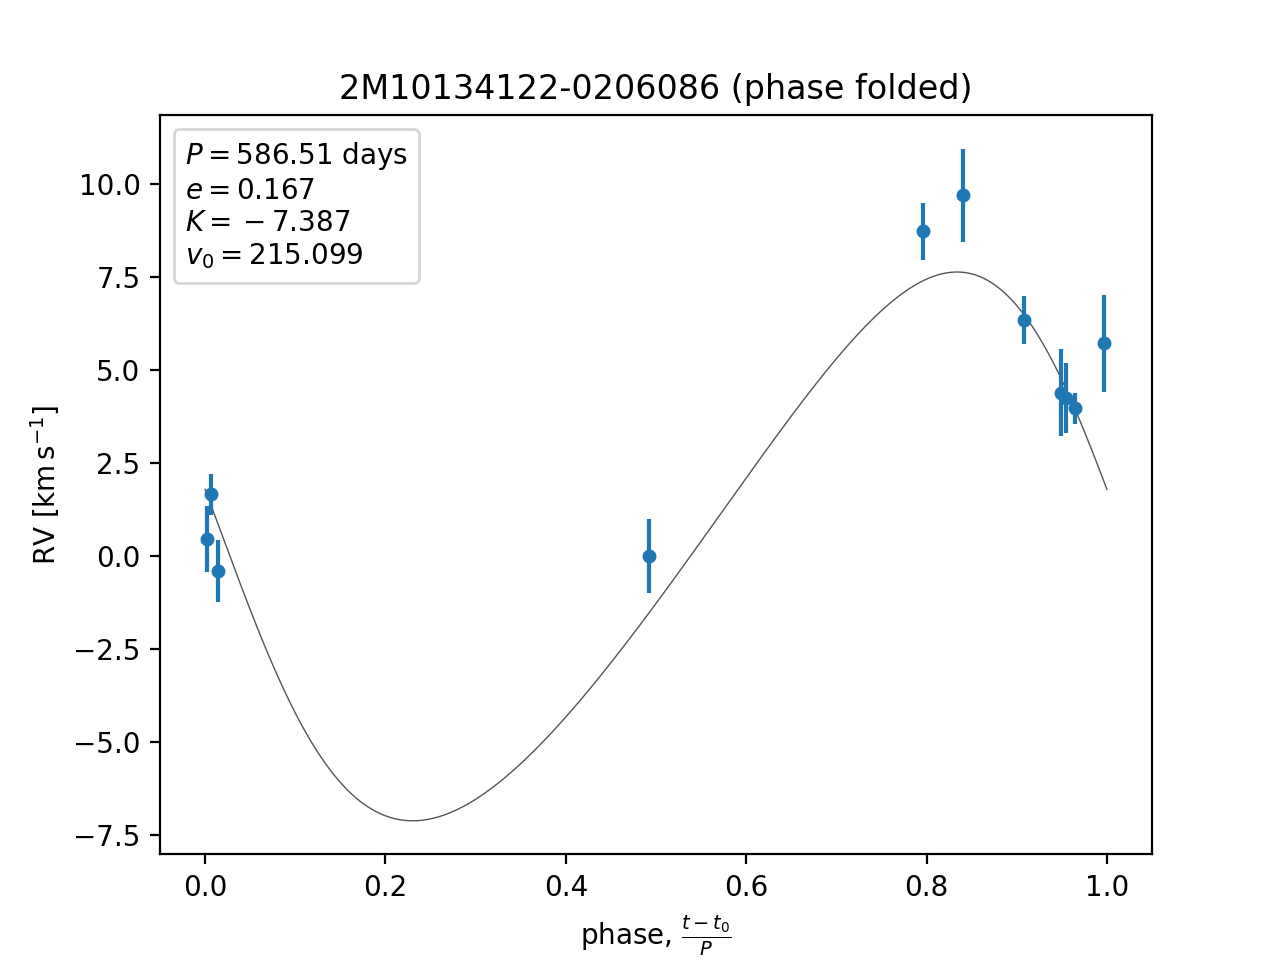 2M10134122-0206086 (phase folded)
P = 586.51 days
e = 0.167
K = −7.387
v₀ = 215.099
10.0
7.5
5.0
2.5
0.0
−2.5
−5.0
−7.5
RV [km s⁻¹]
0.0 0.2 0.4 0.6 0.8 1.0
phase, (t − t₀)/P